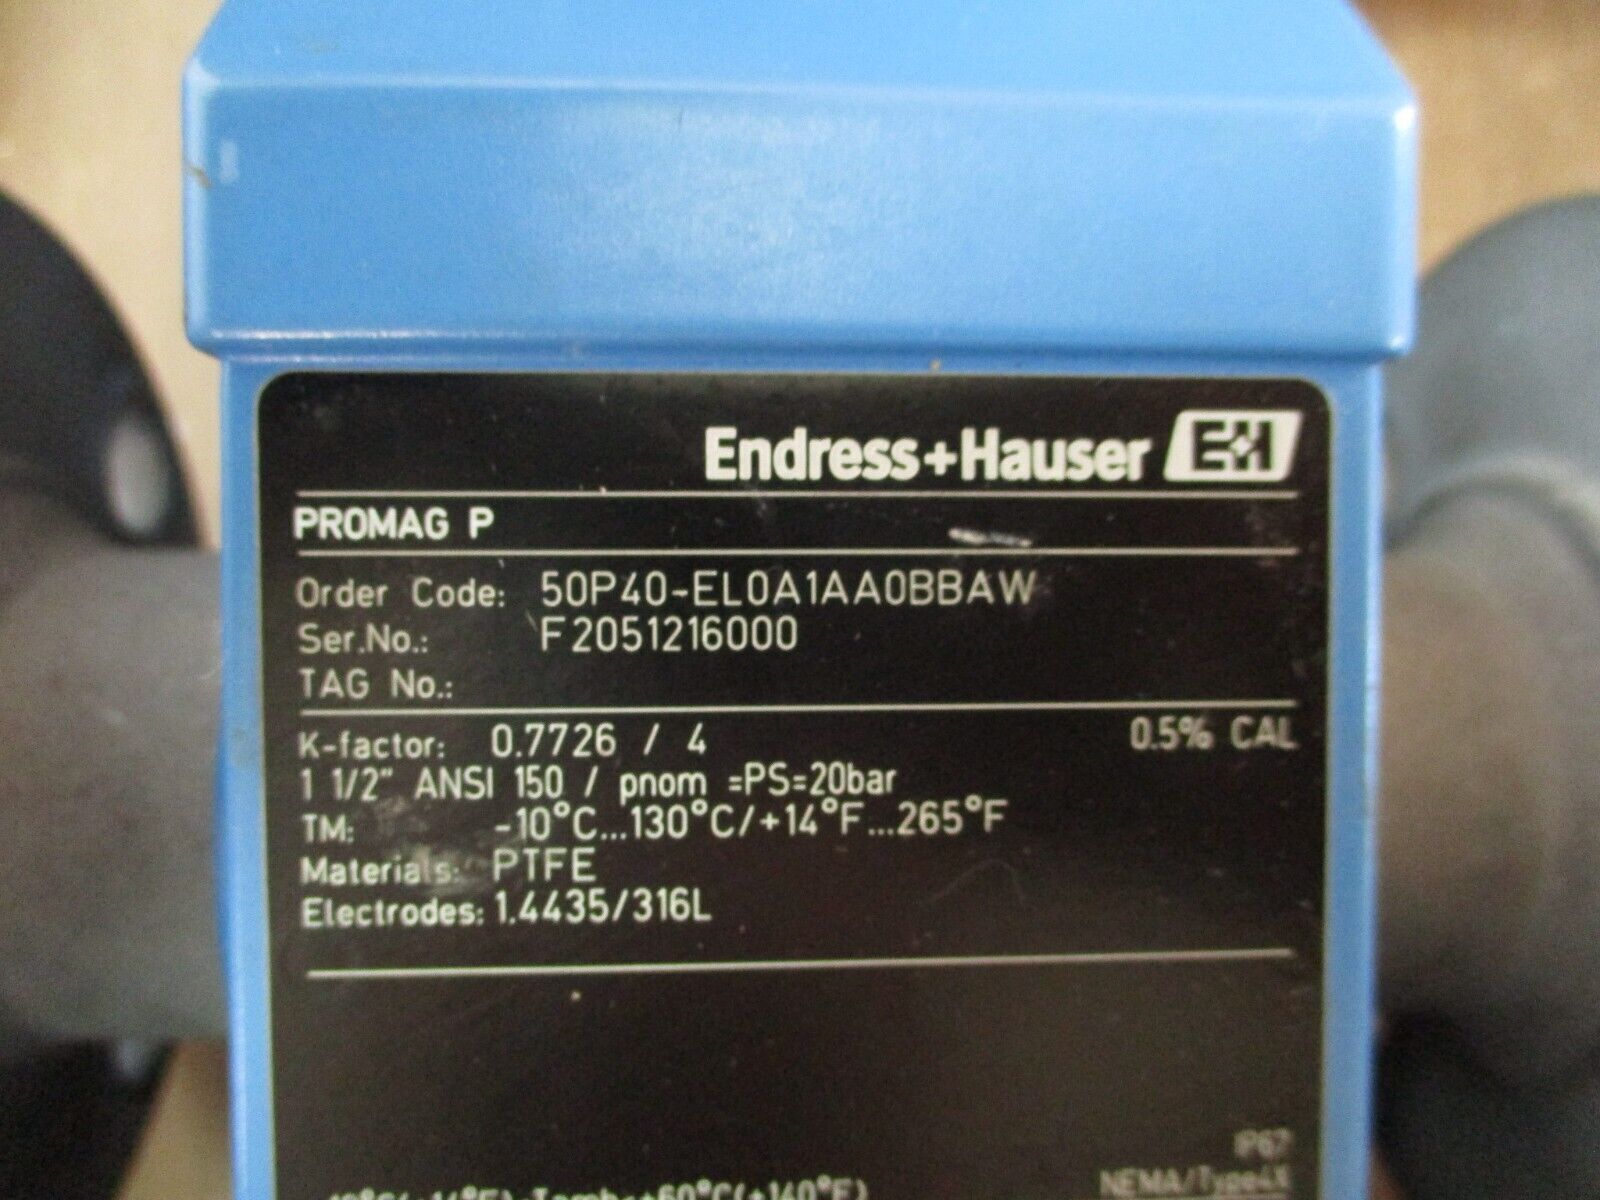 Endress+Hauser E+H
PROMAG P
Order Code: 50P40-EL0A1AA0BBAW
Ser.No.: F2051216000
TAG No.:
K-factor: 0.7726 / 4 0.5% CAL
1 1/2" ANSI 150 / pnom =PS=20bar
TM: -10°C...130°C/+14°F...265°F
Materials: PTFE
Electrodes: 1.4435/316L
IP67
NEMA/Type4X